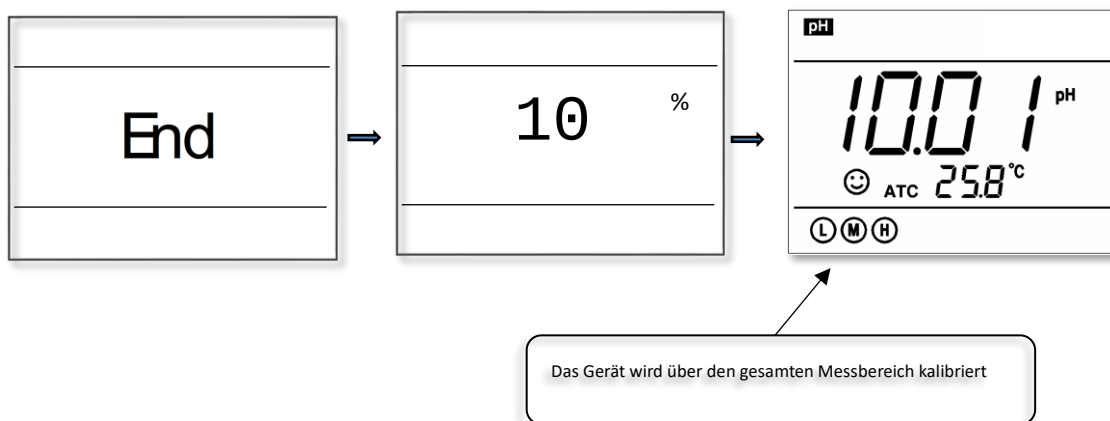 End
10 %
pH
10.01 pH
ATC 25.8 °C
L M H
Das Gerät wird über den gesamten Messbereich kalibriert